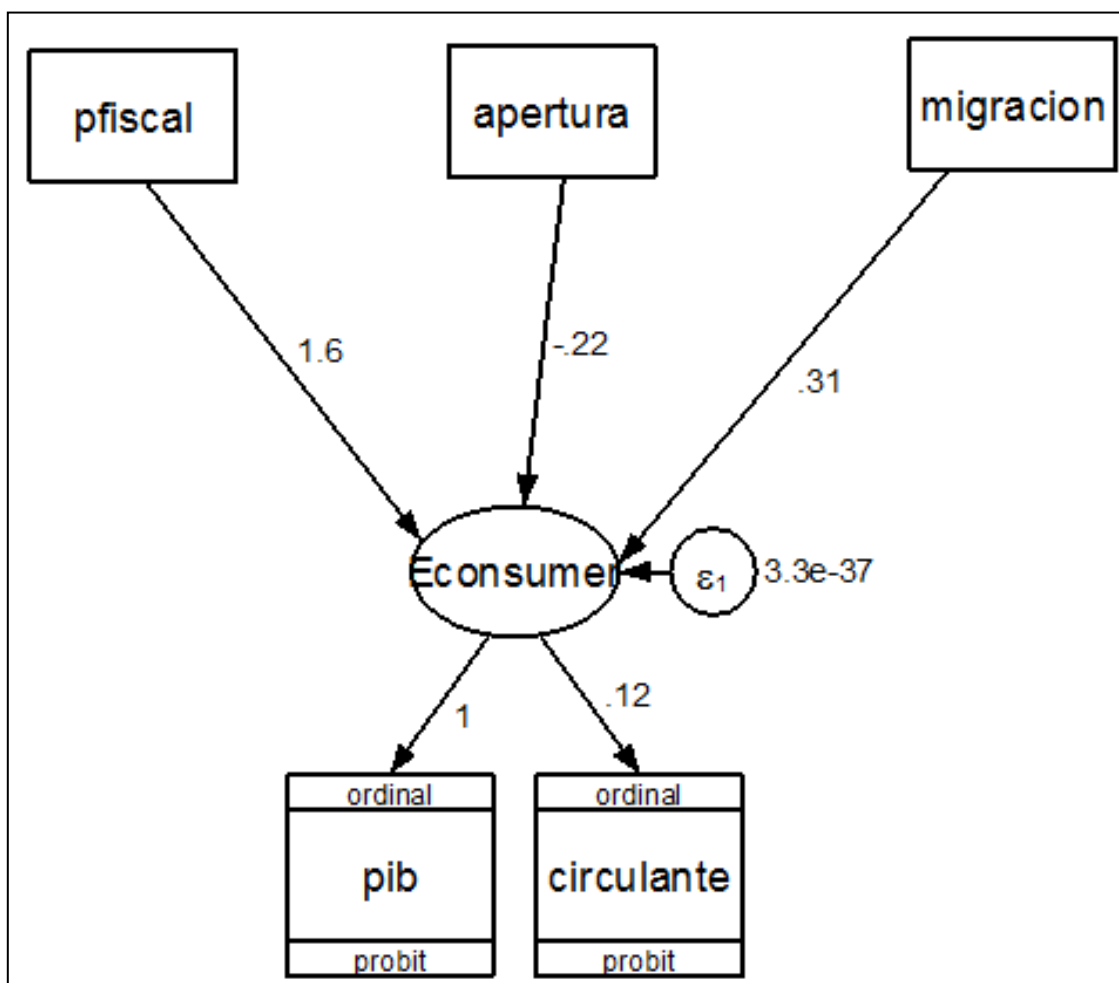 pfiscal
apertura
migracion
1.6
-.22
.31
Econsumer
ε₁
3.3e-37
1
.12
ordinal
pib
probit
ordinal
circulante
probit